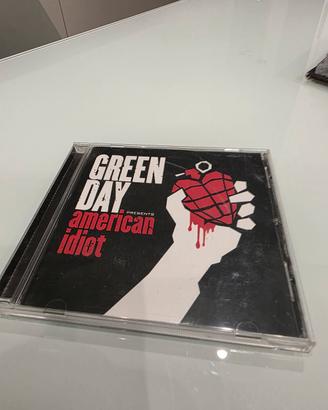 GREEN
DAY
PRESENTS
american
idiot